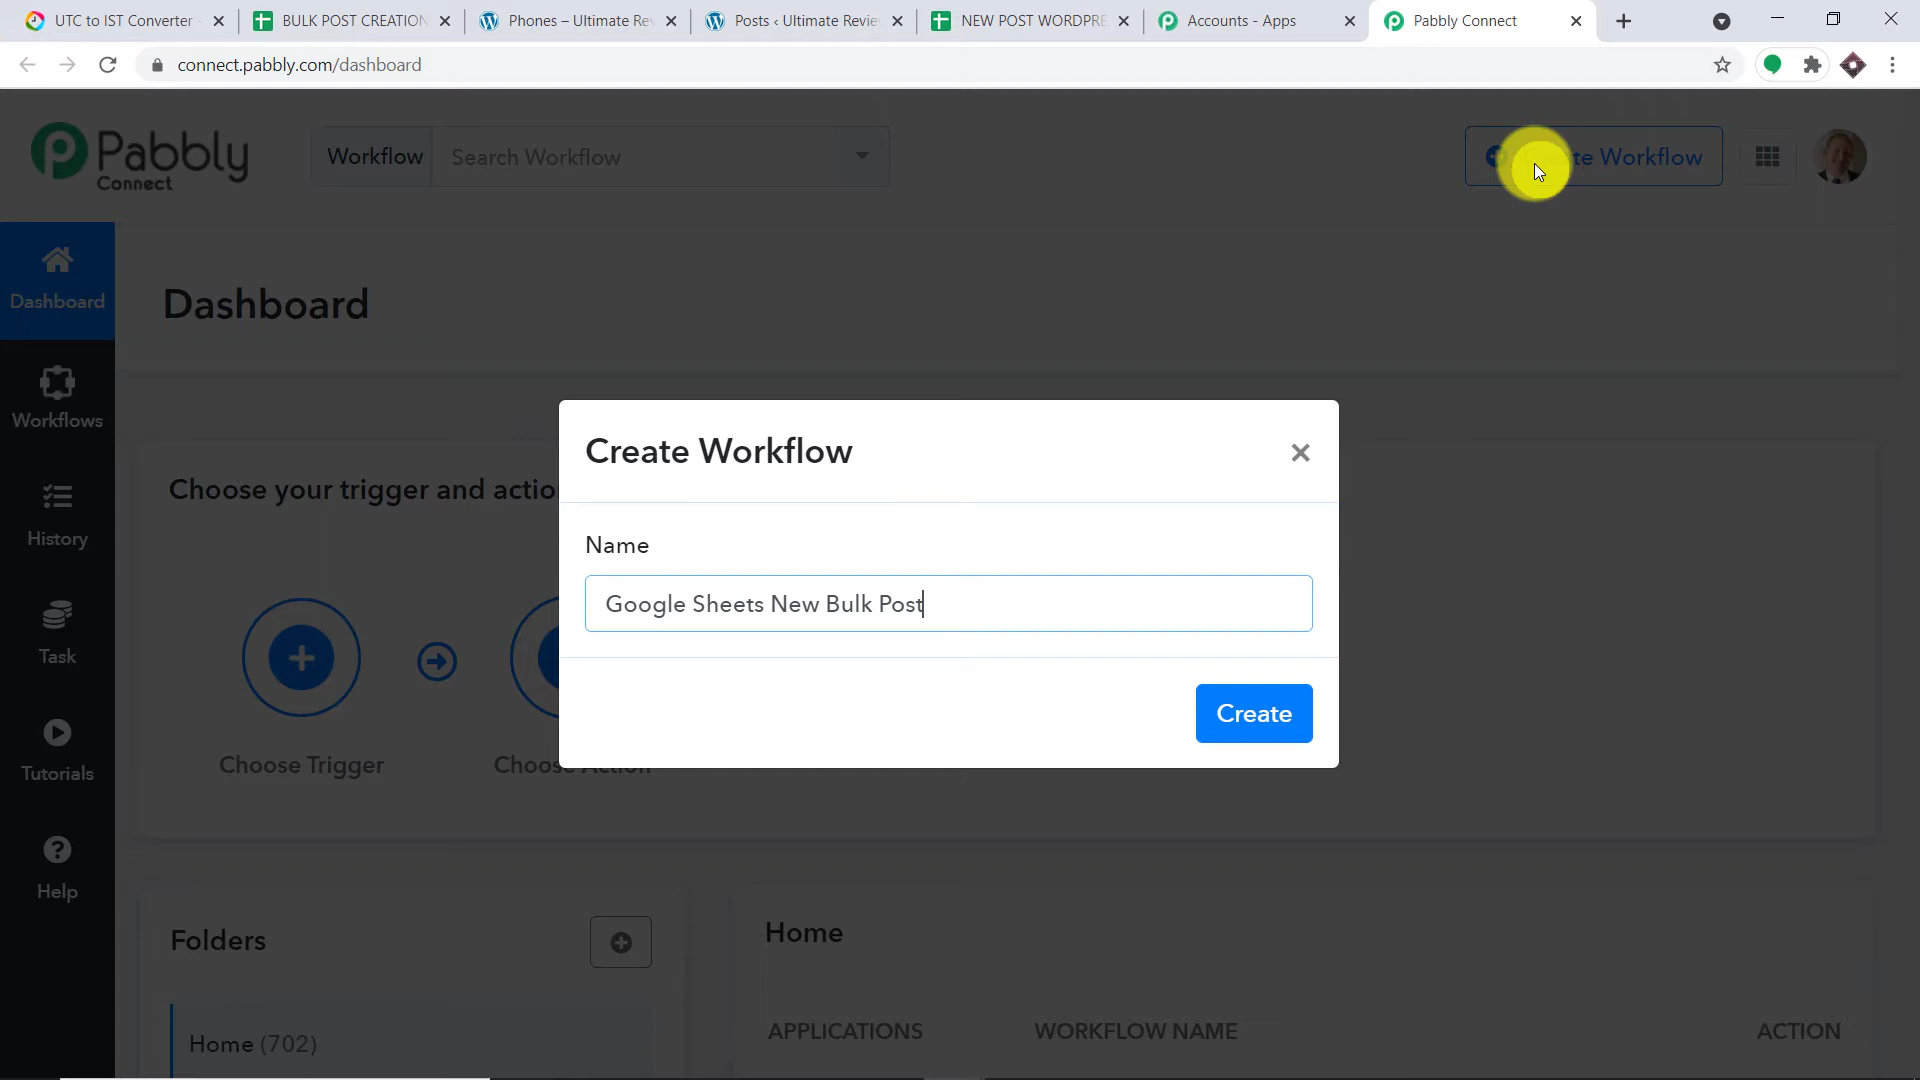 UTC to IST Converter
BULK POST CREATION
Phones – Ultimate Re
Posts ‹ Ultimate Revie
NEW POST WORDPRE
Accounts - Apps
Pabbly Connect
connect.pabbly.com/dashboard
Pabbly
Connect
Workflow
Search Workflow
te Workflow
Dashboard
Dashboard
Workflows
History
Task
Tutorials
Help
Choose your trigger and actio
Create Workflow
Name
Google Sheets New Bulk Post
Create
Choose Trigger
Choose Action
Folders
Home (702)
Home
APPLICATIONS
WORKFLOW NAME
ACTION